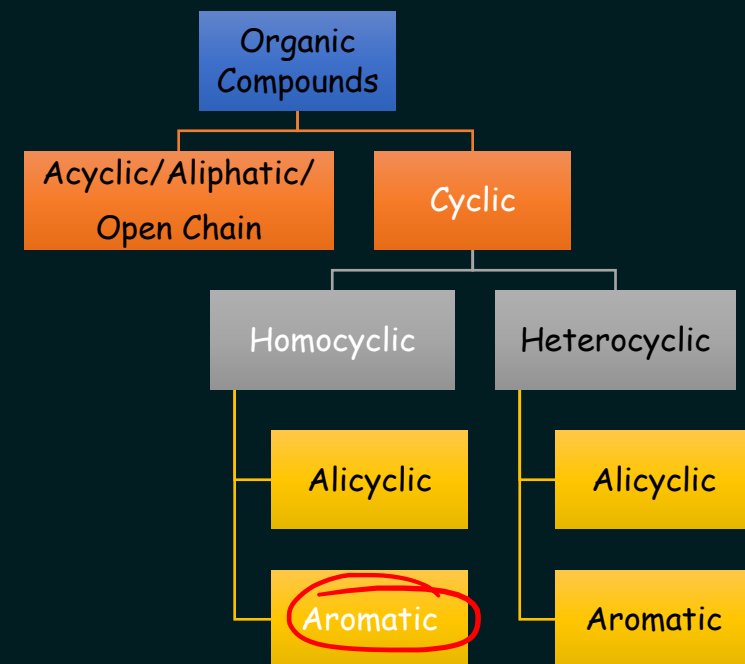 Organic
Compounds
Acyclic/Aliphatic/
Open Chain
Cyclic
Homocyclic
Heterocyclic
Alicyclic
Alicyclic
Aromatic
Aromatic